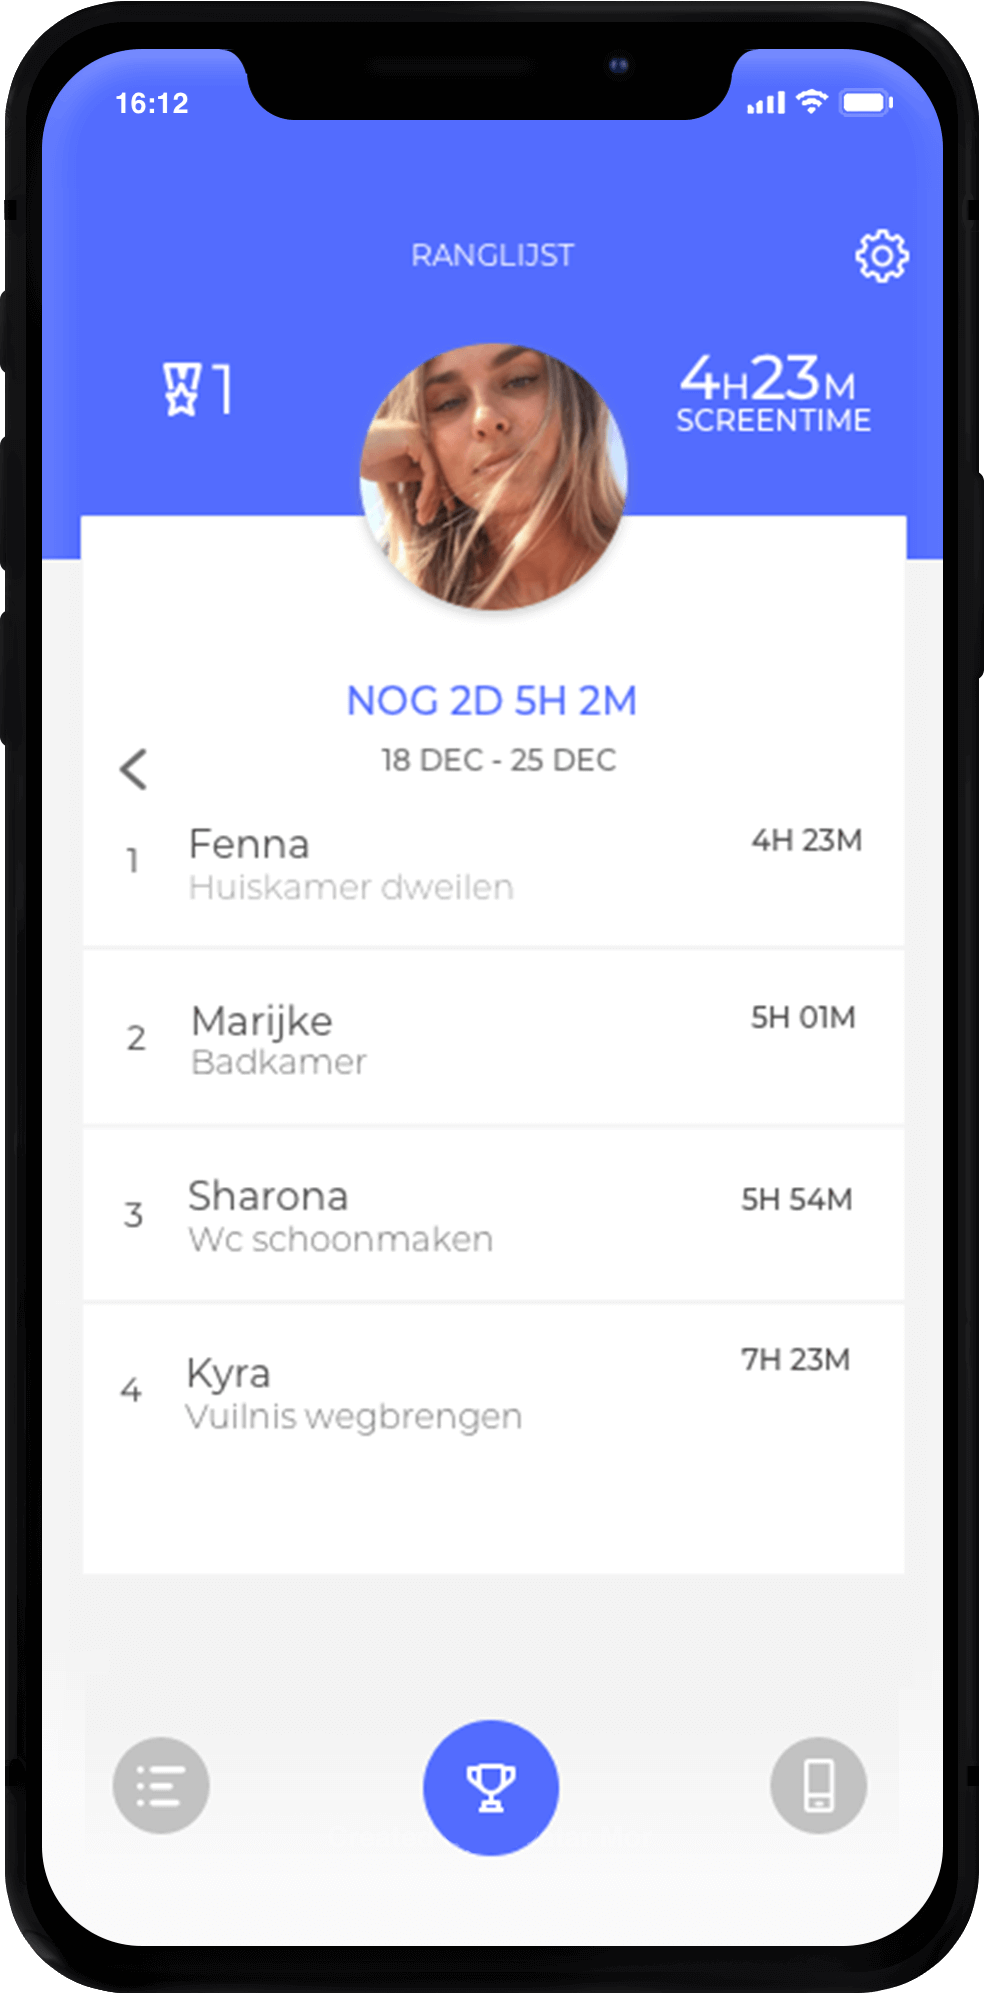 16:12
RANGLIJST
1
4H23M
SCREENTIME
NOG 2D 5H 2M
18 DEC - 25 DEC
1
Fenna
4H 23M
Huiskamer dweilen
2
Marijke
5H 01M
Badkamer
3
Sharona
5H 54M
Wc schoonmaken
4
Kyra
7H 23M
Vuilnis wegbrengen